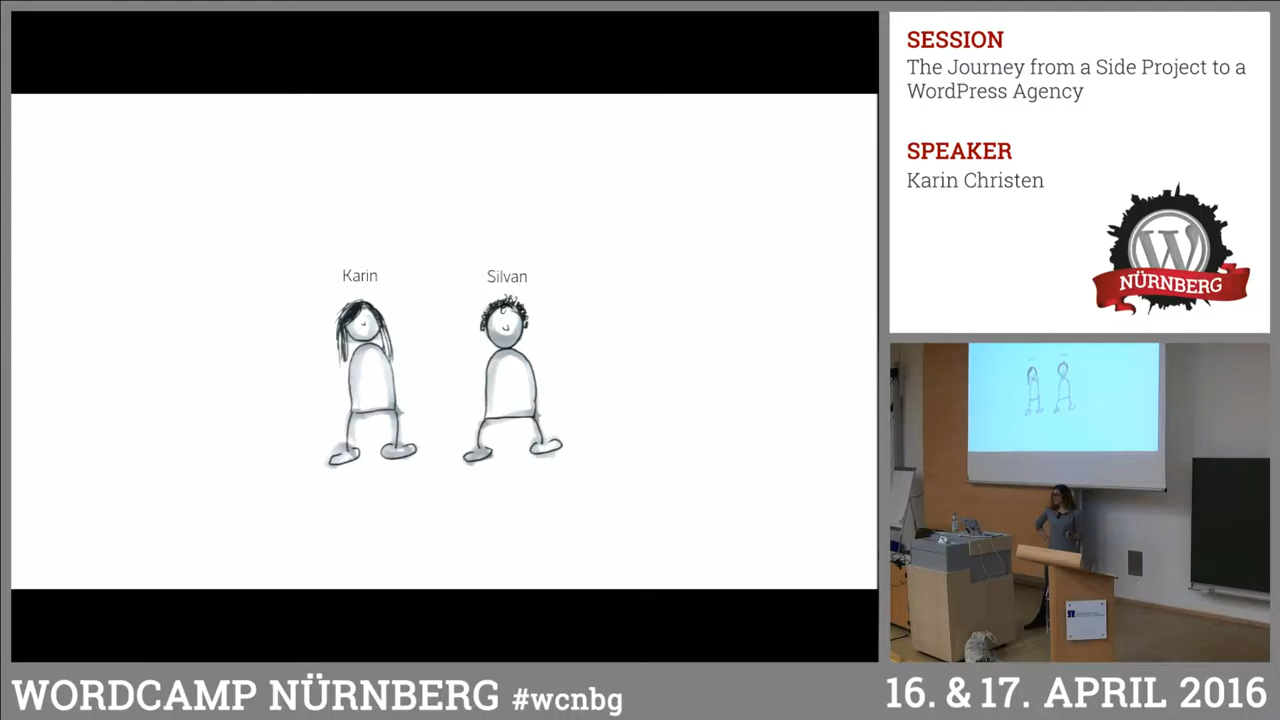 Karin
Silvan
SESSION
The Journey from a Side Project to a
WordPress Agency
SPEAKER
Karin Christen
W
NÜRNBERG
WORDCAMP NÜRNBERG #wcnbg
16. & 17. APRIL 2016